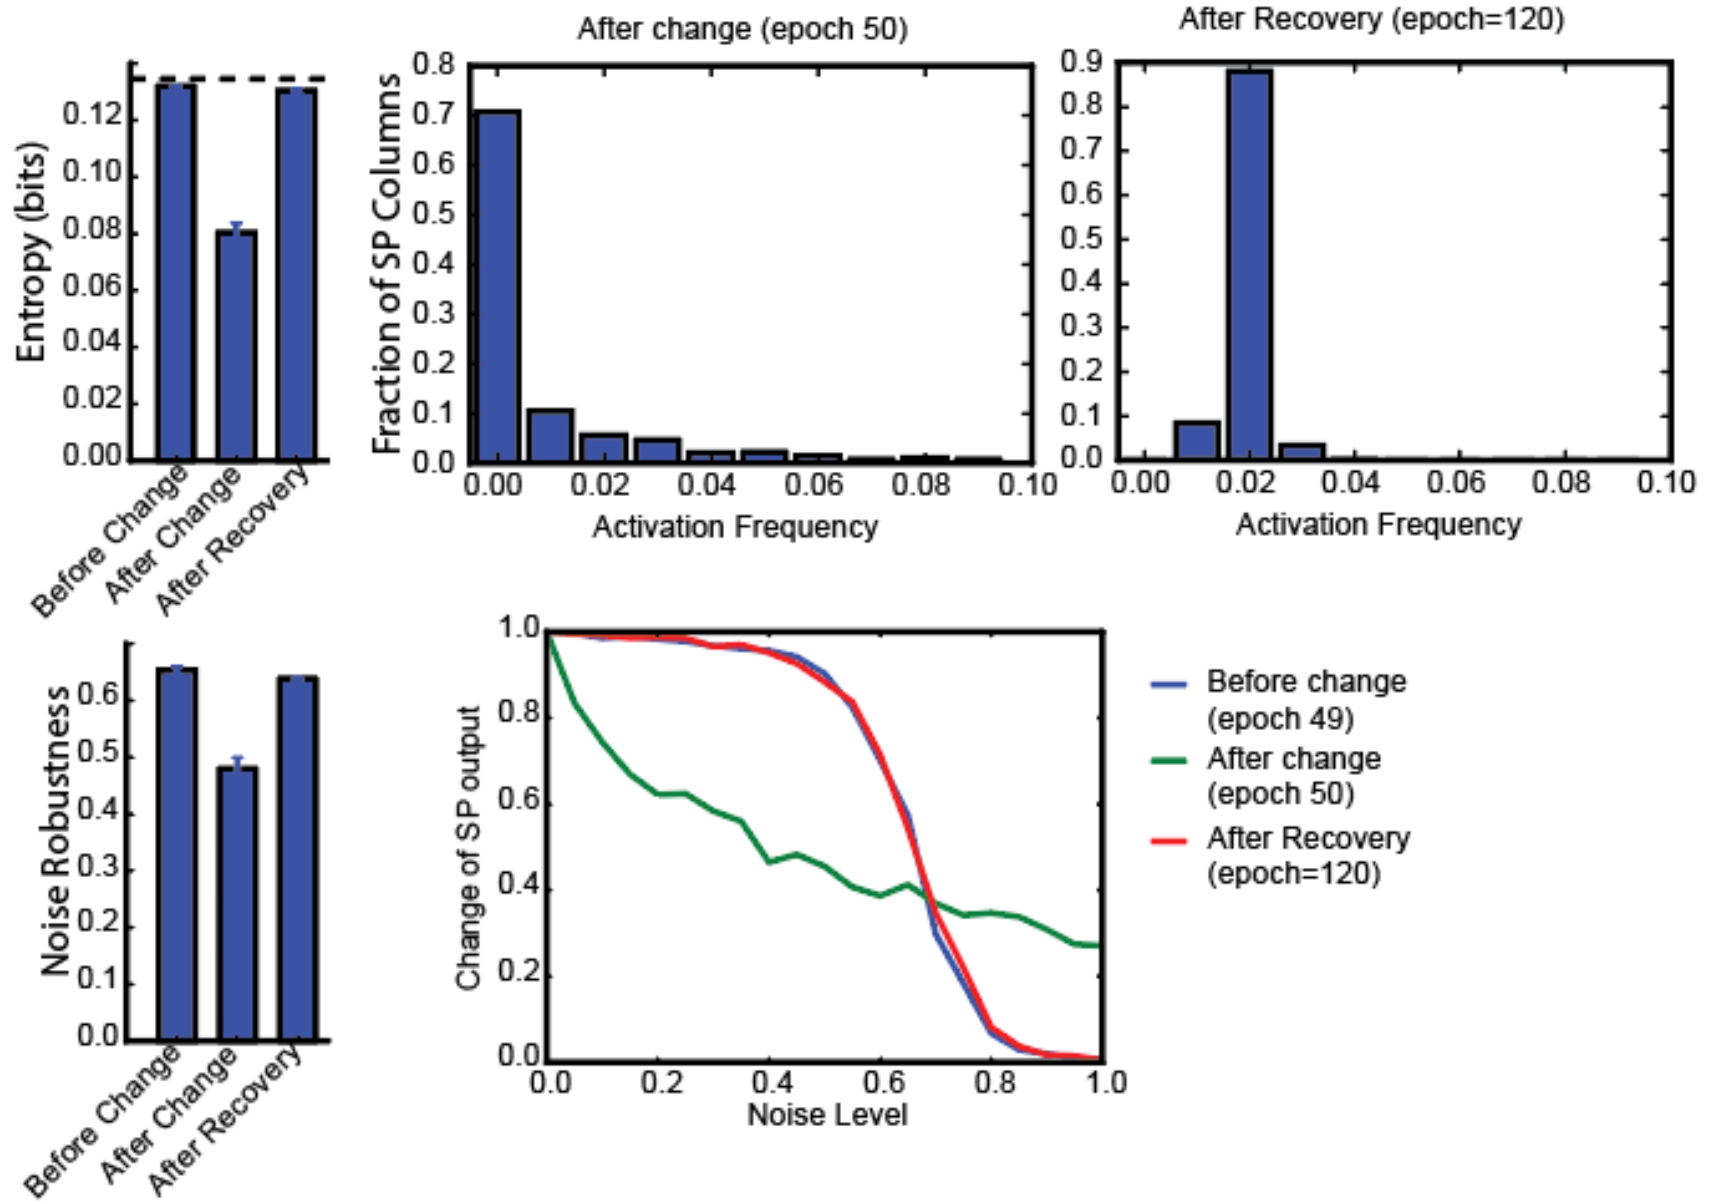 Entropy (bits)
0.12
0.10
0.08
0.06
0.04
0.02
0.00
Before Change
After Change
After Recovery
After change (epoch 50)
Fraction of SP Columns
0.8
0.7
0.6
0.5
0.4
0.3
0.2
0.1
0.0
0.00 0.02 0.04 0.06 0.08 0.10
Activation Frequency
After Recovery (epoch=120)
0.9
0.8
0.7
0.6
0.5
0.4
0.3
0.2
0.1
0.0
0.00 0.02 0.04 0.06 0.08 0.10
Activation Frequency
Noise Robustness
0.6
0.5
0.4
0.3
0.2
0.1
0.0
Before Change
After Change
After Recovery
Change of SP output
1.0
0.8
0.6
0.4
0.2
0.0
0.0 0.2 0.4 0.6 0.8 1.0
Noise Level
Before change
(epoch 49)
After change
(epoch 50)
After Recovery
(epoch=120)